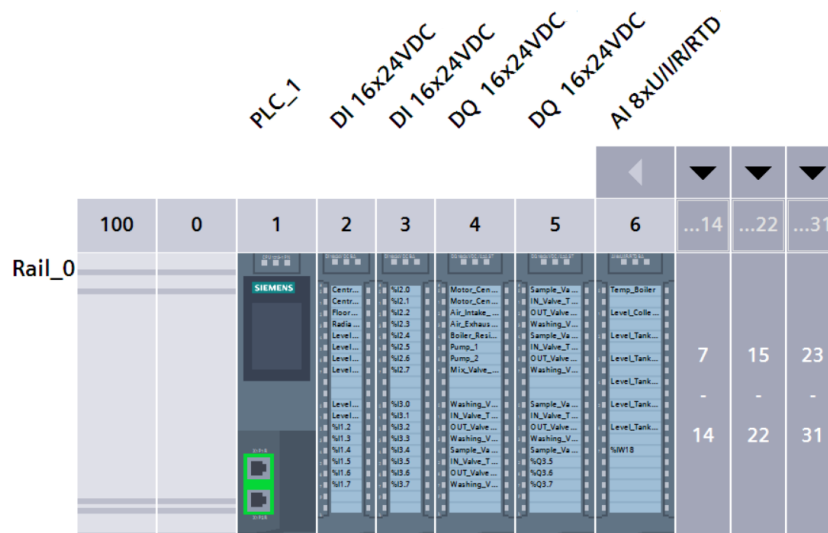 PLC_1
DI 16x24VDC
DI 16x24VDC
DQ 16x24VDC
DQ 16x24VDC
AI 8xU/I/R/RTD
100 0 1 2 3 4 5 6 ...14 ...22 ...31
Rail_0
SIEMENS
Centr...
Centr...
Floor...
Radia...
Level...
Level...
Level...
Level...
Level...
Level...
%I1.2
%I1.3
%I1.4
%I1.5
%I1.6
%I1.7
%I2.0
%I2.1
%I2.2
%I2.3
%I2.4
%I2.5
%I2.6
%I2.7
%I3.0
%I3.1
%I3.2
%I3.3
%I3.4
%I3.5
%I3.6
%I3.7
Motor_Cen...
Motor_Cen...
Air_Intake_...
Air_Exhaus...
Boiler_Resi...
Pump_1
Pump_2
Mix_Valve_...
Washing_V...
IN_Valve_T...
OUT_Valve...
Washing_V...
Sample_Va...
IN_Valve_T...
OUT_Valve...
Washing_V...
Sample_Va...
IN_Valve_T...
OUT_Valve...
Washing_V...
Sample_Va...
IN_Valve_T...
OUT_Valve...
Washing_V...
Sample_Va...
IN_Valve_T...
OUT_Valve...
Washing_V...
Sample_Va...
%Q3.5
%Q3.6
%Q3.7
Temp_Boiler
Level_Colle...
Level_Tank...
Level_Tank...
Level_Tank...
Level_Tank...
Level_Tank...
%IW18
7 15 23
- - -
14 22 31